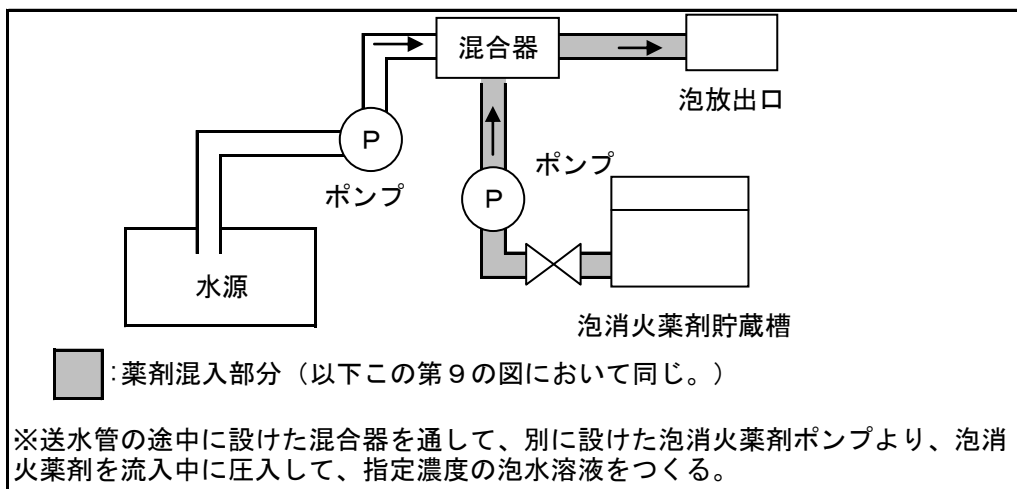 混合器
泡放出口
P
ポンプ
ポンプ
P
水源
泡消火薬剤貯蔵槽
:薬剤混入部分（以下この第９の図において同じ。）
※送水管の途中に設けた混合器を通して、別に設けた泡消火薬剤ポンプより、泡消
火薬剤を流入中に圧入して、指定濃度の泡水溶液をつくる。